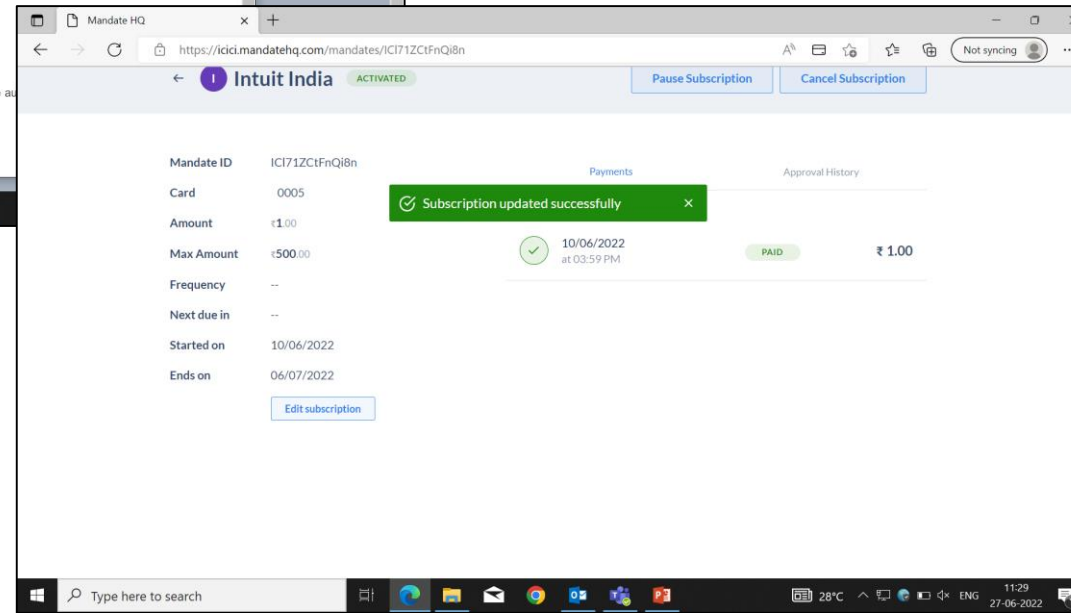 Mandate HQ
https://icici.mandatehq.com/mandates/ICI71ZCtFnQi8n
Not syncing
I Intuit India ACTIVATED
Pause Subscription Cancel Subscription
au
Mandate ID ICI71ZCtFnQi8n
Payments Approval History
Card 0005
Subscription updated successfully
Amount ₹1.00
10/06/2022
at 03:59 PM
PAID ₹ 1.00
Max Amount ₹500.00
Frequency --
Next due in --
Started on 10/06/2022
Ends on 06/07/2022
Edit subscription
Type here to search
28°C ENG
11:29
27-06-2022